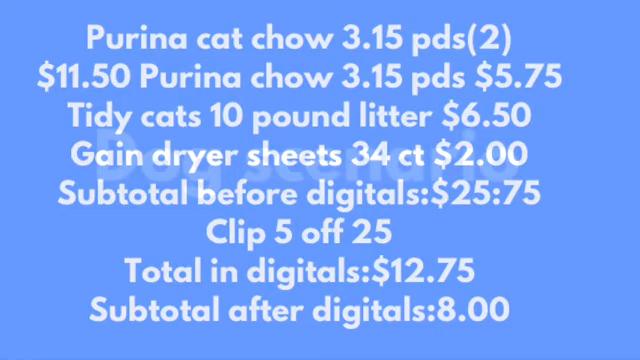 Purina cat chow 3.15 pds(2)
$11.50 Purina chow 3.15 pds $5.75
Tidy cats 10 pound litter $6.50
Gain dryer sheets 34 ct $2.00
Dog scenario
Subtotal before digitals:$25:75
Clip 5 off 25
Total in digitals:$12.75
Subtotal after digitals:8.00